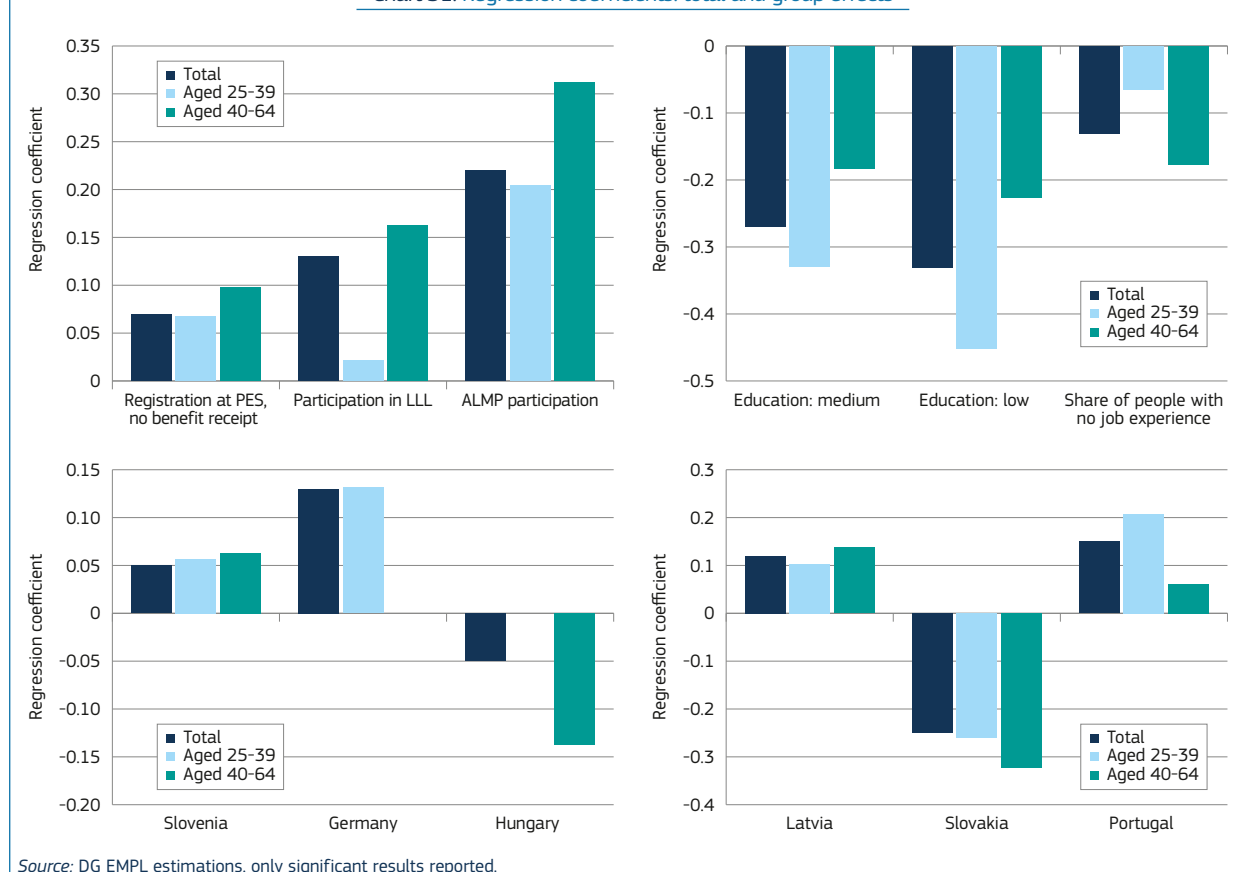 Regression coefficients: total and group effects
0.35
0.30
0.25
0.20
0.15
0.10
0.05
0
Regression coefficient
Total
Aged 25-39
Aged 40-64
Registration at PES,
no benefit receipt
Participation in LLL
ALMP participation
0
-0.1
-0.2
-0.3
-0.4
-0.5
Regression coefficient
Total
Aged 25-39
Aged 40-64
Education: medium
Education: low
Share of people with
no job experience
0.15
0.10
0.05
0
-0.05
-0.10
-0.15
-0.20
Regression coefficient
Total
Aged 25-39
Aged 40-64
Slovenia
Germany
Hungary
0.3
0.2
0.1
0
-0.1
-0.2
-0.3
-0.4
Regression coefficient
Total
Aged 25-39
Aged 40-64
Latvia
Slovakia
Portugal
Source: DG EMPL estimations, only significant results reported.